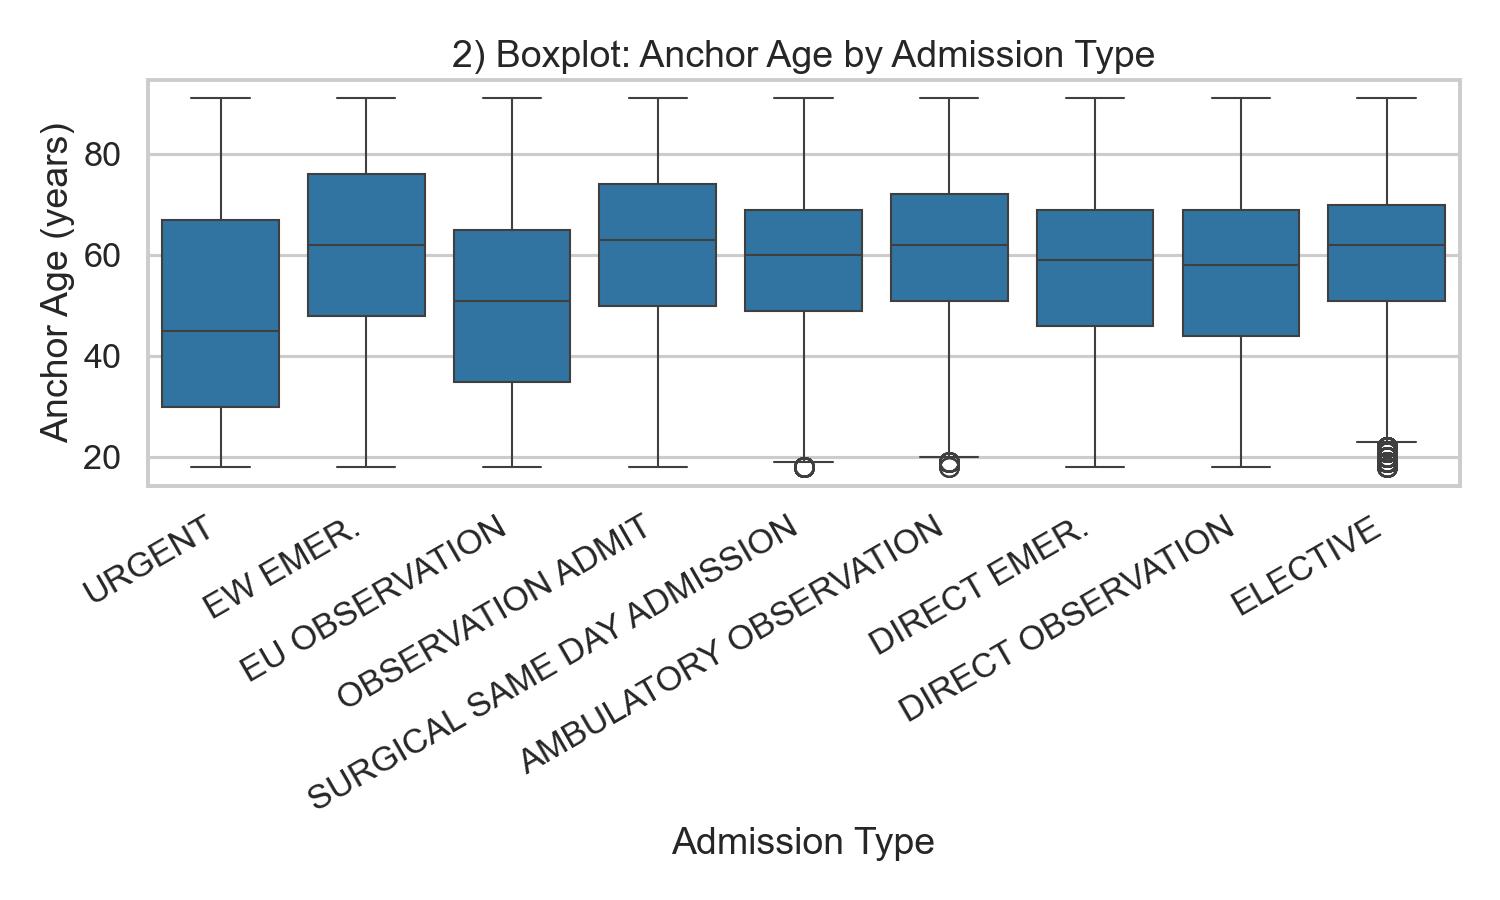 2) Boxplot: Anchor Age by Admission Type
Anchor Age (years)
80
60
40
20
URGENT
EW EMER.
EU OBSERVATION
OBSERVATION ADMIT
SURGICAL SAME DAY ADMISSION
AMBULATORY OBSERVATION
DIRECT EMER.
DIRECT OBSERVATION
ELECTIVE
Admission Type